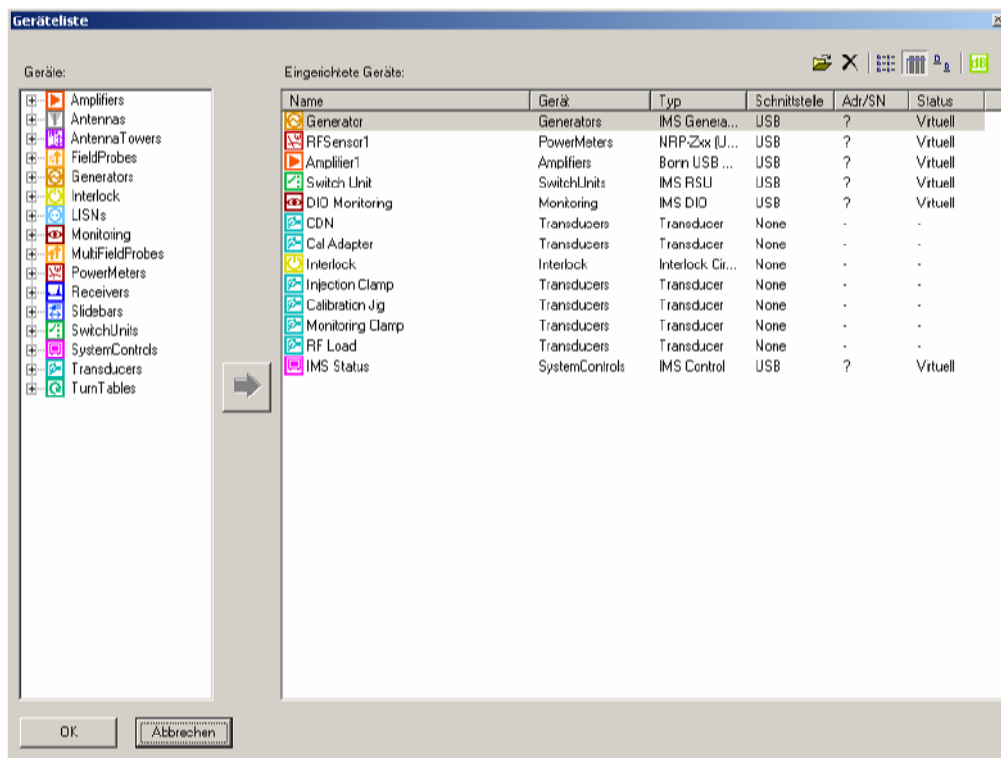 Geräteliste
Geräle:
Eingerichtete Geräte:
dB
Amplifiers
Antennas
AntennaTowers
FieldProbes
Generators
Interlock
LISNs
Monitoring
MultiFieldProbes
PowerMeters
Receivers
Slidebars
SwitchUnits
SystemControls
Transducers
TurnTables
Name Gerät Typ Schnittstelle Adr/SN Status
Generator Generators IMS Genera... USB ? Virtuell
RFSensor1 PowerMeters NRP-Zxx (U... USB ? Virtuell
Amplifier1 Amplifiers Bonn USB ... USB ? Virtuell
Switch Unit SwitchUnits IMS RSU USB ? Virtuell
DIO Monitoring Monitoring IMS DIO USB ? Virtuell
CDN Transducers Transducer None - -
Cal Adapter Transducers Transducer None - -
Interlock Interlock Interlock Cir... None - -
Injection Clamp Transducers Transducer None - -
Calibration Jig Transducers Transducer None - -
Monitoring Clamp Transducers Transducer None - -
RF Load Transducers Transducer None - -
IMS Status SystemControls IMS Control USB ? Virtuell
OK
Abbrechen